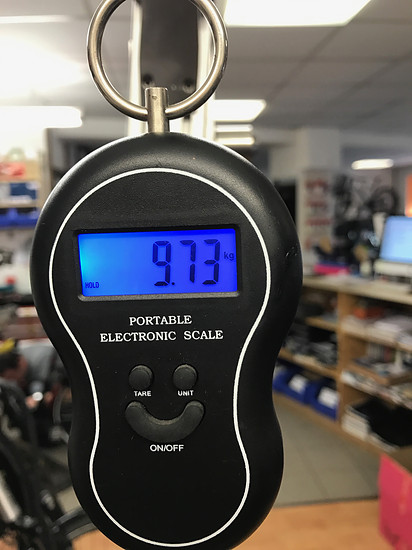 9.73 kg
HOLD
PORTABLE
ELECTRONIC SCALE
TARE UNIT
ON/OFF